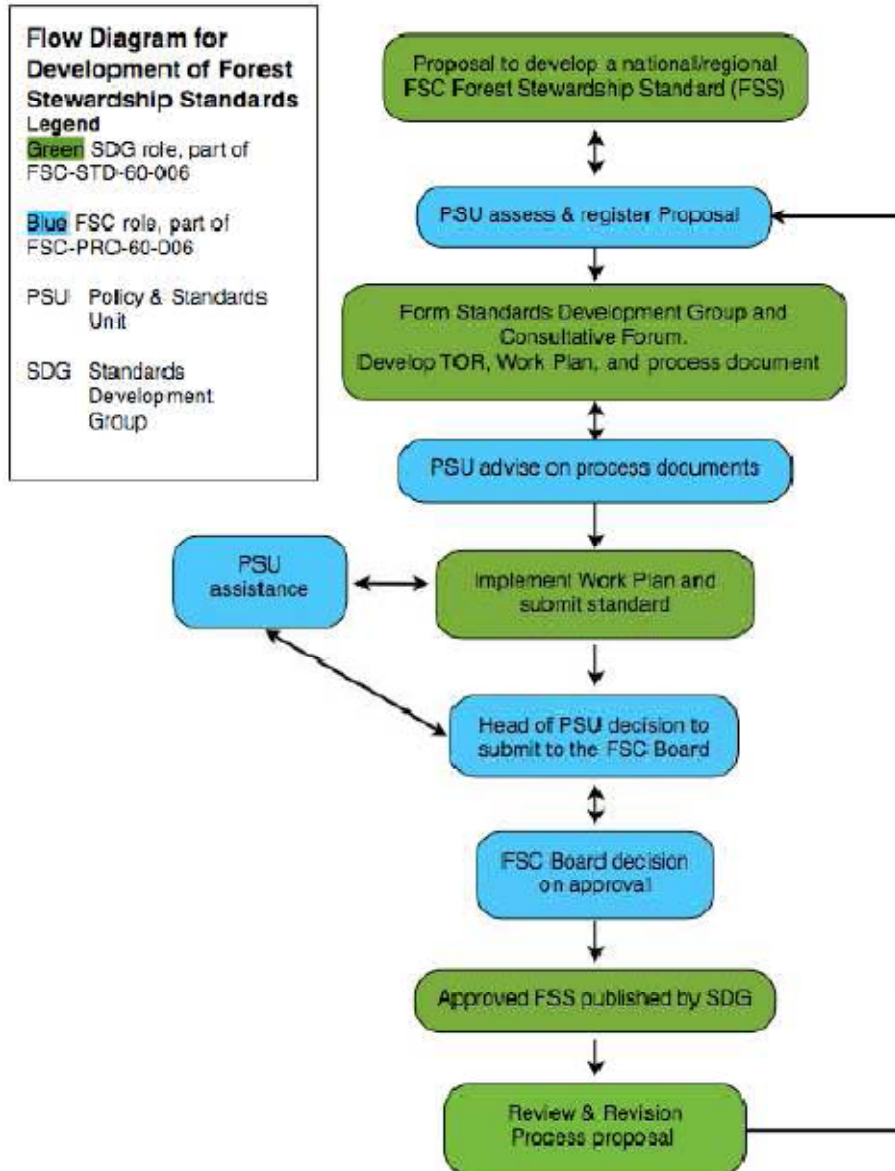 Flow Diagram for
Development of Forest
Stewardship Standards
Legend
Green SDG role, part of
FSC-STD-60-006
Blue FSC role, part of
FSC-PRO-60-006
PSU Policy & Standards
Unit
SDG Standards
Development
Group
Proposal to develop a national/regional
FSC Forest Stewardship Standard (FSS)
PSU assess & register Proposal
Form Standards Development Group and
Consultative Forum.
Develop TOR, Work Plan, and process document
PSU advise on process documents
PSU
assistance
Implement Work Plan and
submit standard
Head of PSU decision to
submit to the FSC Board
FSC Board decision
on approval
Approved FSS published by SDG
Review & Revision
Process proposal